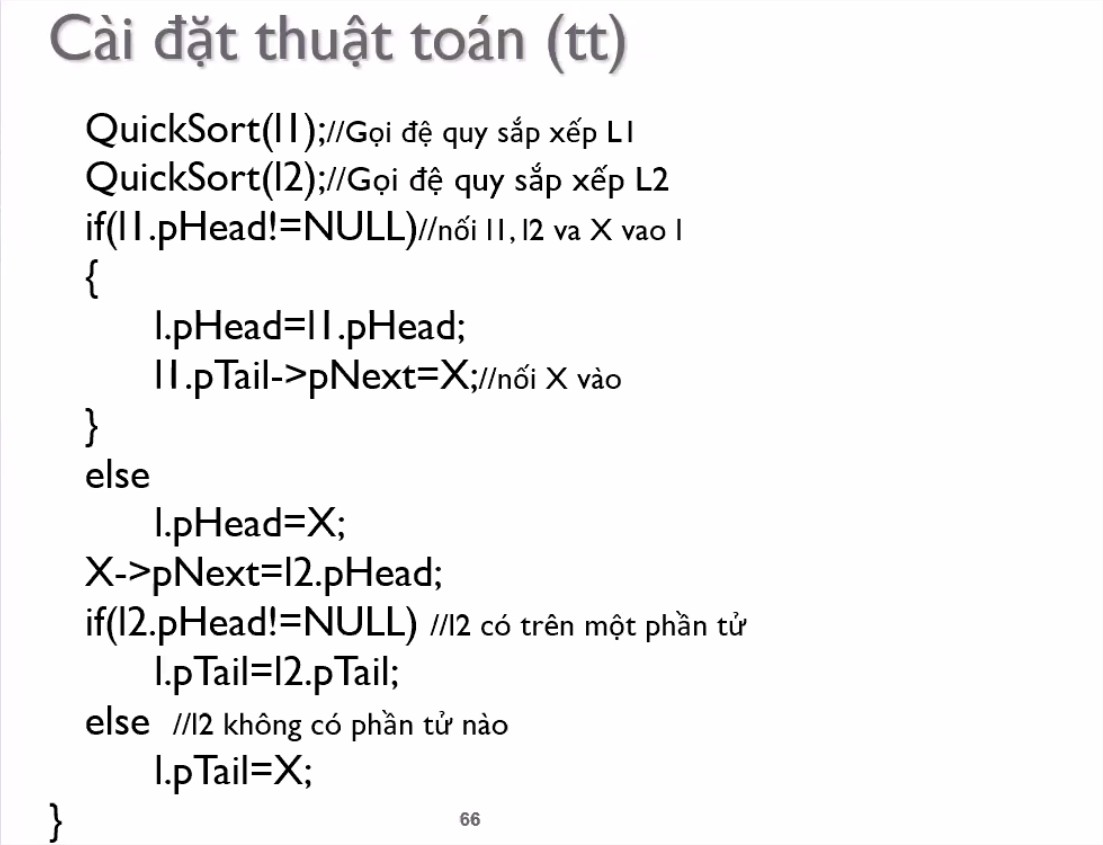 Cài đặt thuật toán (tt)
QuickSort(l1);//Gọi đệ quy sắp xếp L1
QuickSort(l2);//Gọi đệ quy sắp xếp L2
if(l1.pHead!=NULL)//nối l1, l2 va X vao l
{
l.pHead=l1.pHead;
l1.pTail->pNext=X;//nối X vào
}
else
l.pHead=X;
X->pNext=l2.pHead;
if(l2.pHead!=NULL) //l2 có trên một phần tử
l.pTail=l2.pTail;
else //l2 không có phần tử nào
l.pTail=X;
}
66